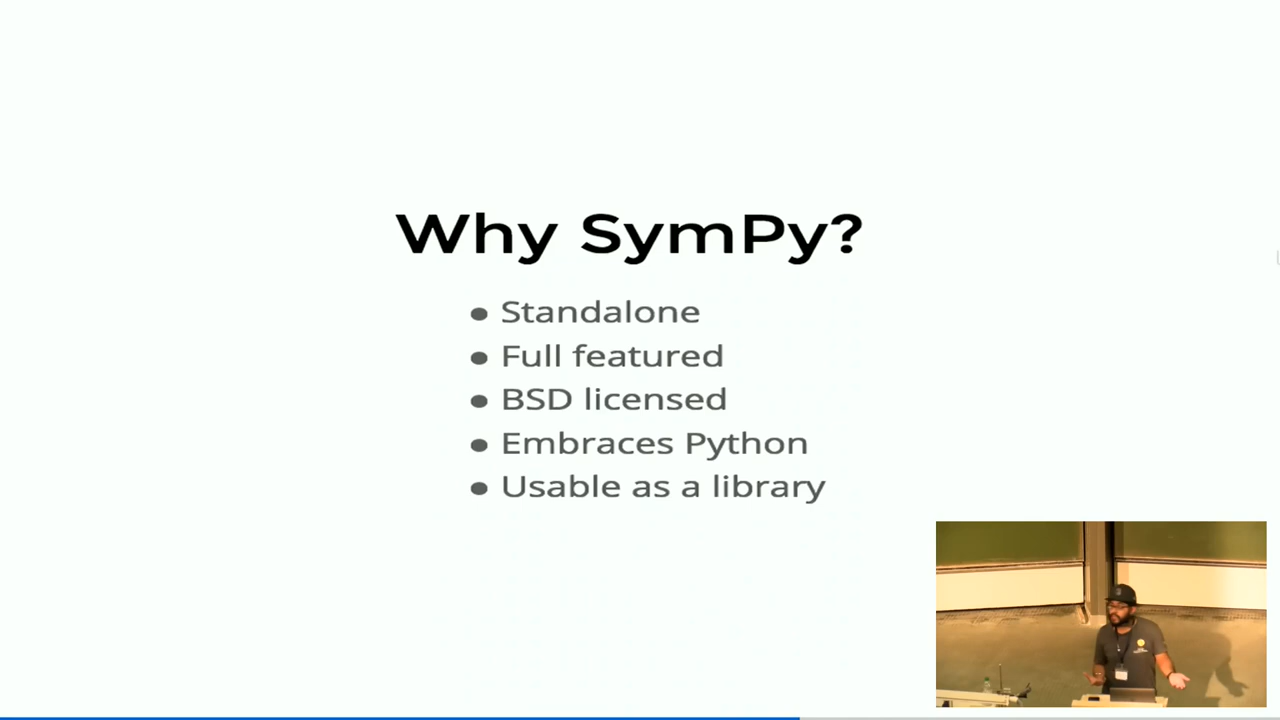 Why SymPy?
• Standalone
• Full featured
• BSD licensed
• Embraces Python
• Usable as a library